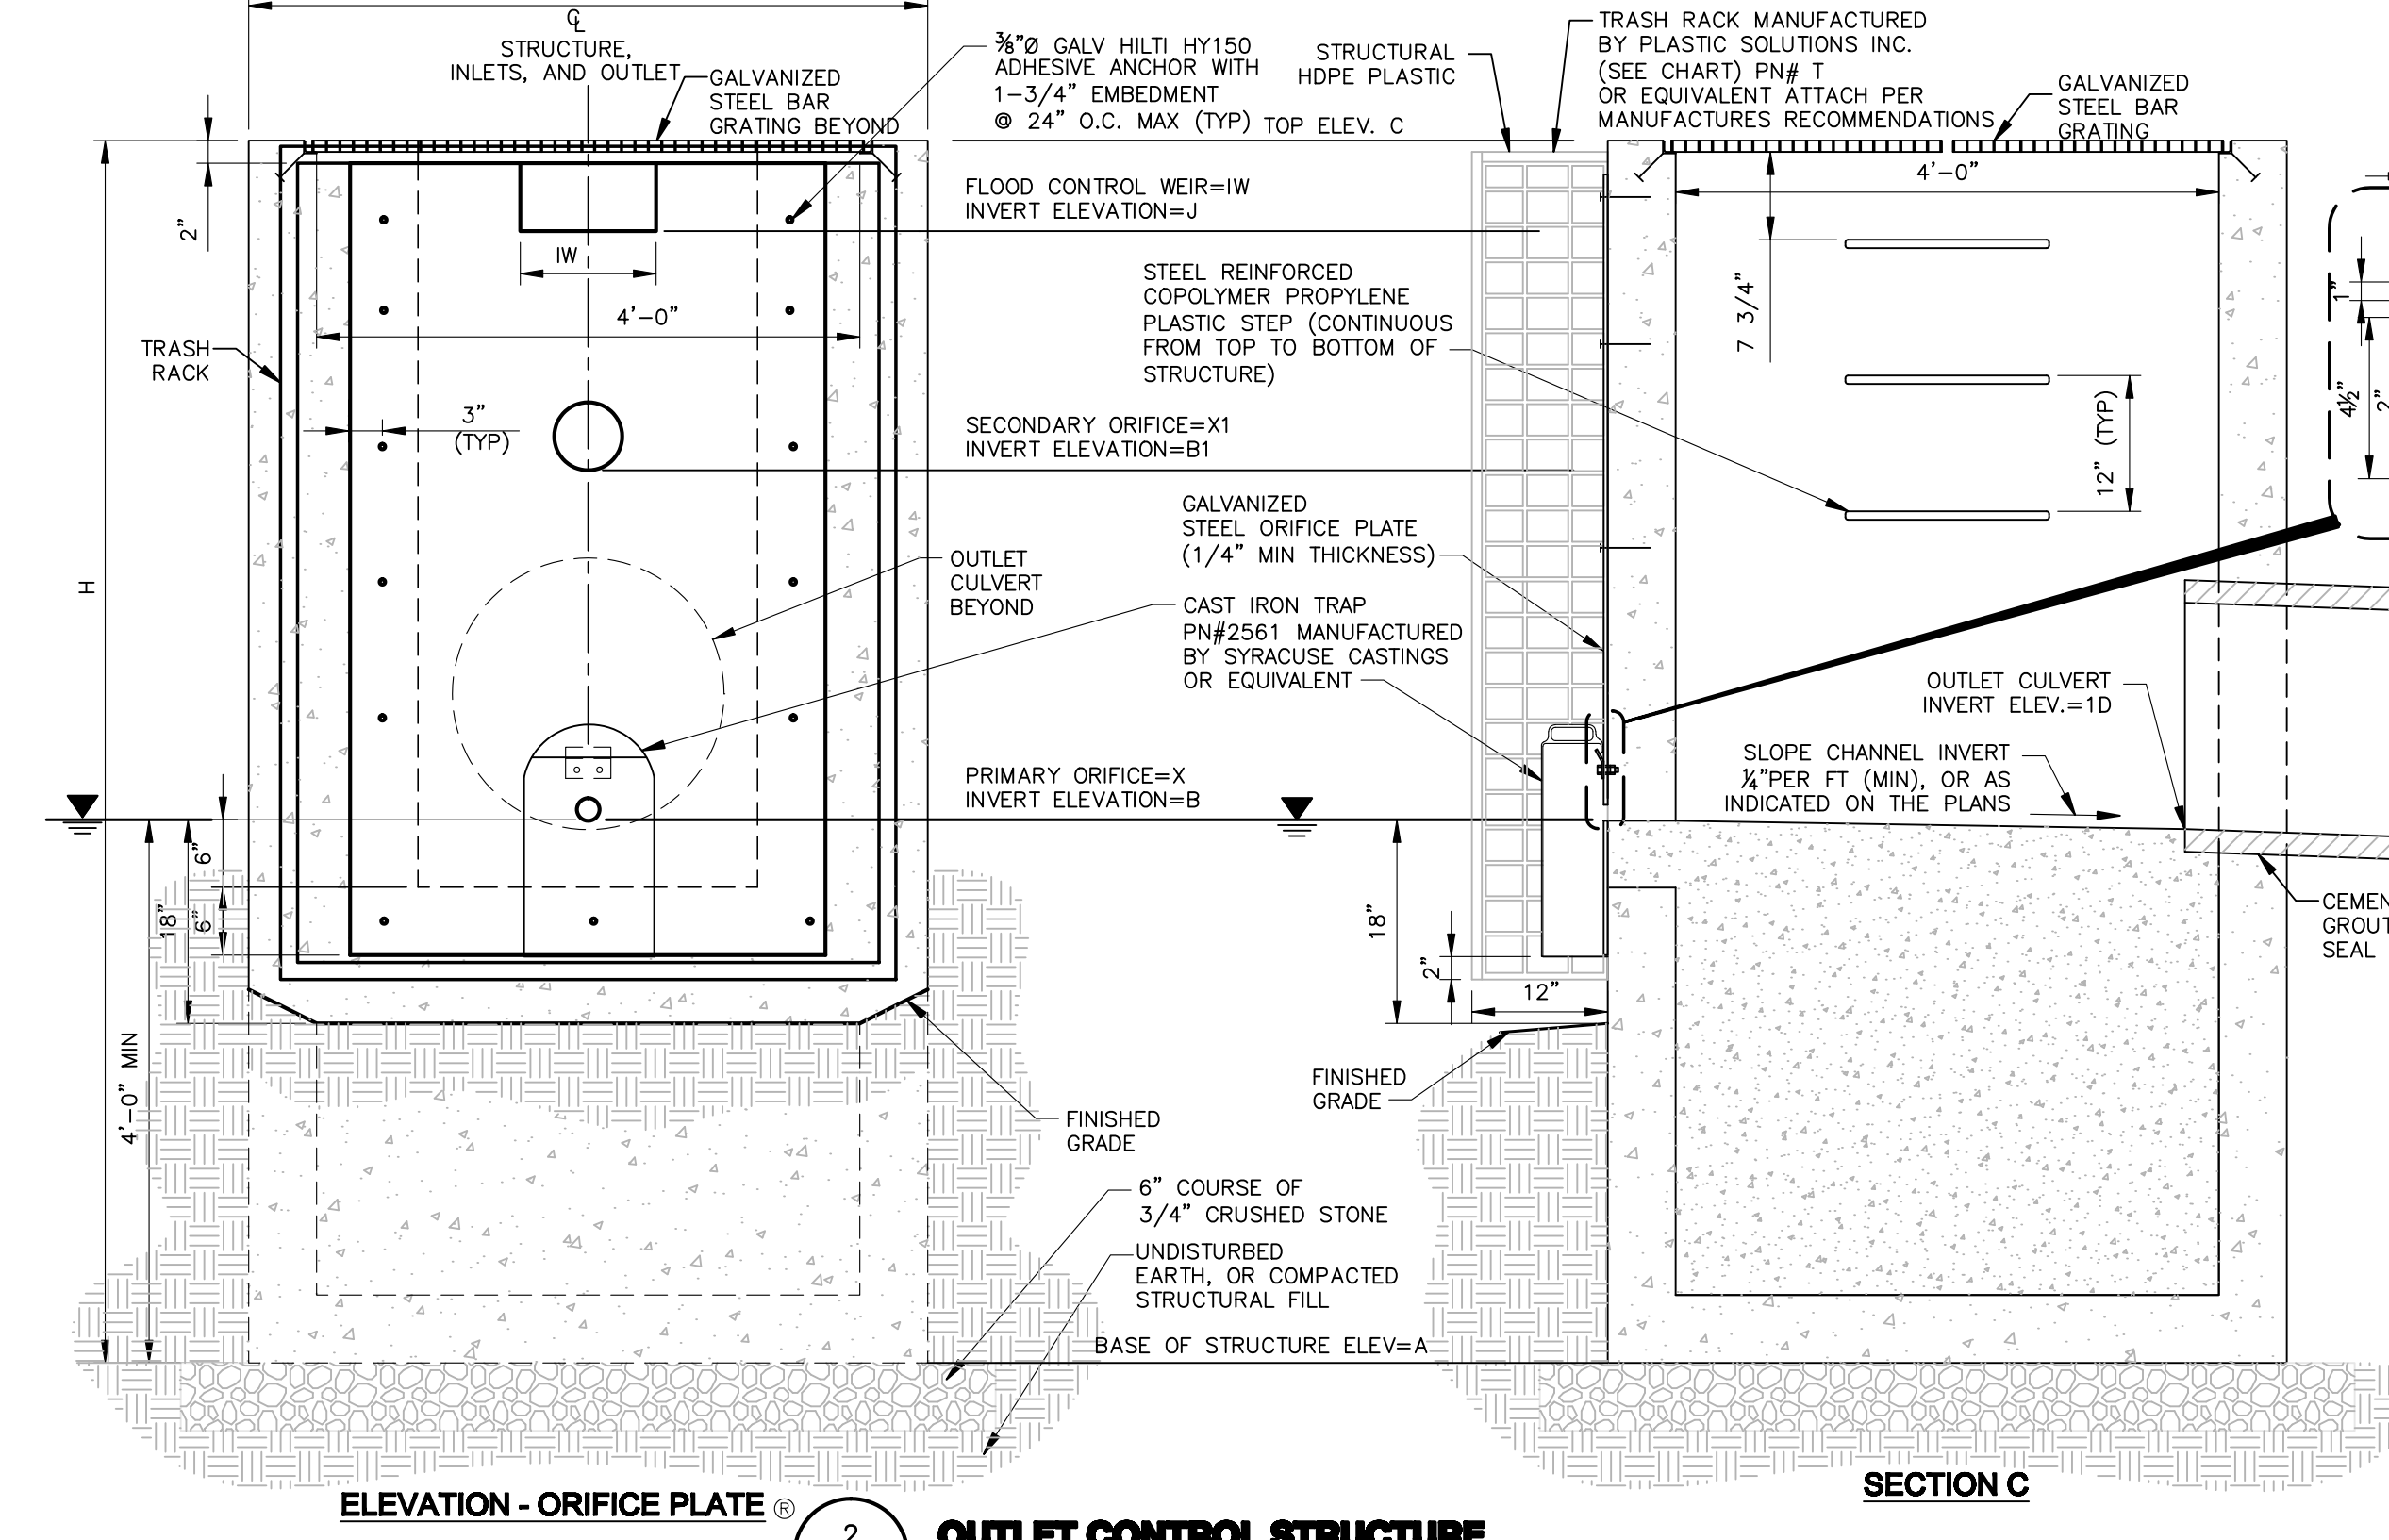 ℄
STRUCTURE,
INLETS, AND OUTLET
GALVANIZED
STEEL BAR
GRATING BEYOND
⅜"Ø GALV HILTI HY150
ADHESIVE ANCHOR WITH
1-3/4" EMBEDMENT
@ 24" O.C. MAX (TYP)
STRUCTURAL
HDPE PLASTIC
TRASH RACK MANUFACTURED
BY PLASTIC SOLUTIONS INC.
(SEE CHART) PN# T
OR EQUIVALENT ATTACH PER
MANUFACTURES RECOMMENDATIONS
GALVANIZED
STEEL BAR
GRATING
TOP ELEV. C
2"
FLOOD CONTROL WEIR=IW
INVERT ELEVATION=J
4'-0"
IW
4'-0"
7 3/4"
STEEL REINFORCED
COPOLYMER PROPYLENE
PLASTIC STEP (CONTINUOUS
FROM TOP TO BOTTOM OF
STRUCTURE)
TRASH
RACK
3"
(TYP)
SECONDARY ORIFICE=X1
INVERT ELEVATION=B1
12" (TYP)
1"
4½"
2"
GALVANIZED
STEEL ORIFICE PLATE
(1/4" MIN THICKNESS)
H
OUTLET
CULVERT
BEYOND
CAST IRON TRAP
PN#2561 MANUFACTURED
BY SYRACUSE CASTINGS
OR EQUIVALENT
OUTLET CULVERT
INVERT ELEV.=1D
PRIMARY ORIFICE=X
INVERT ELEVATION=B
SLOPE CHANNEL INVERT
¼"PER FT (MIN), OR AS
INDICATED ON THE PLANS
6"
18"
6"
18"
2"
12"
CEMEN
GROUT
SEAL
4'-0" MIN
FINISHED
GRADE
FINISHED
GRADE
6" COURSE OF
3/4" CRUSHED STONE
UNDISTURBED
EARTH, OR COMPACTED
STRUCTURAL FILL
BASE OF STRUCTURE ELEV=A
ELEVATION - ORIFICE PLATE ®
SECTION C
2
OUTLET CONTROL STRUCTURE